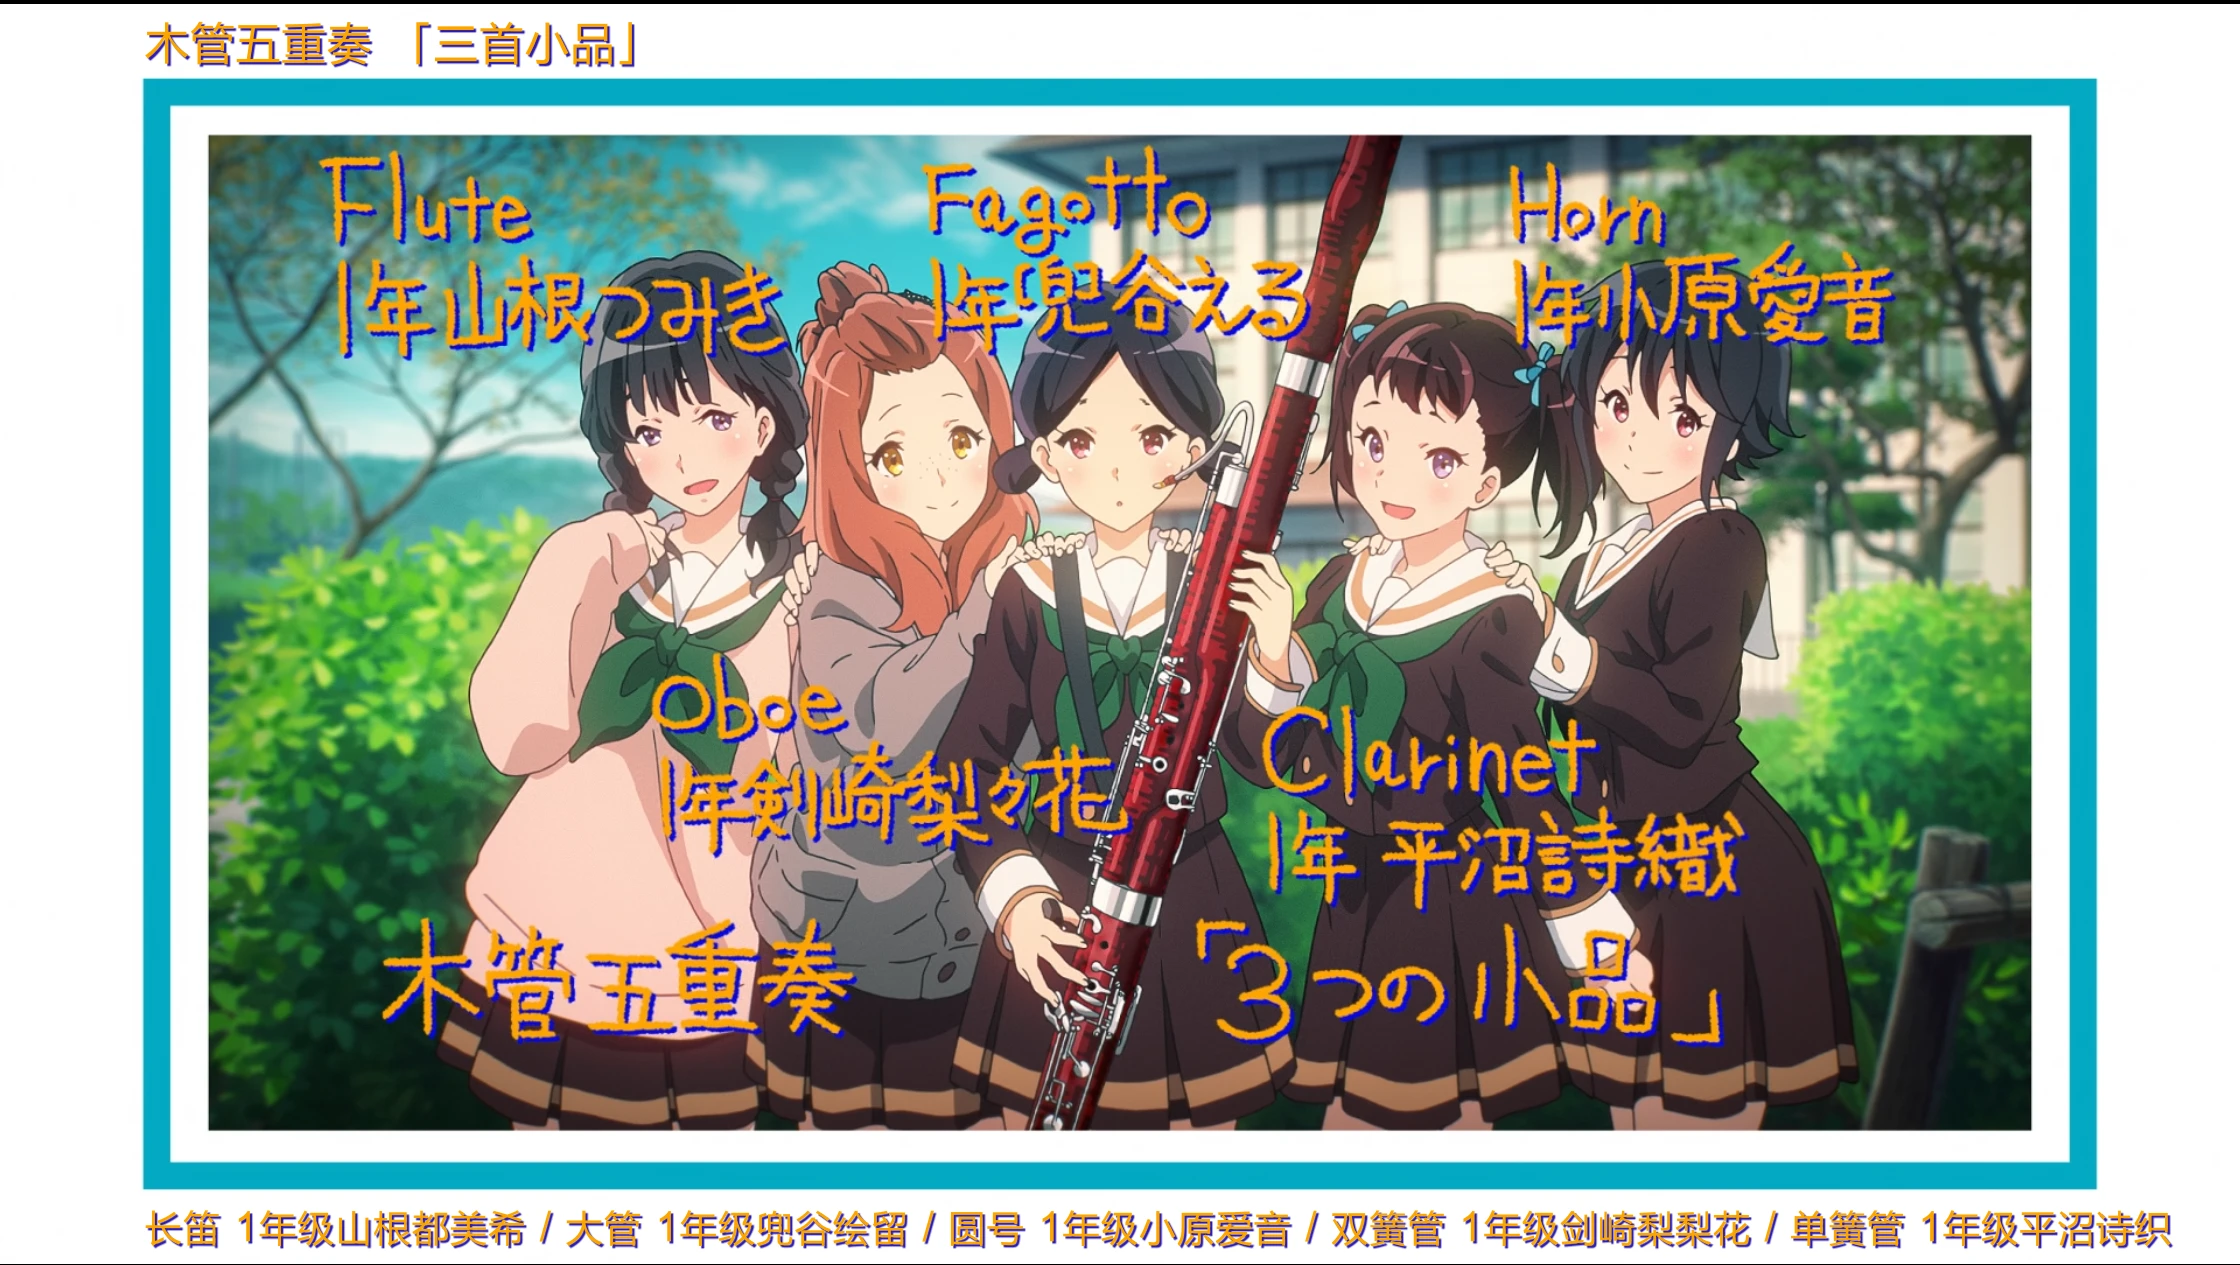 木管五重奏 「三首小品」
Flute
1年山根つみき
Fagotto
1年兜谷える
Horn
1年小原愛音
Oboe
1年剣崎梨々花
Clarinet
1年 平沼詩織
木管五重奏 「3つの小品」
长笛 1年级山根都美希 / 大管 1年级兜谷绘留 / 圆号 1年级小原爱音 / 双簧管 1年级剑崎梨梨花 / 单簧管 1年级平沼诗织